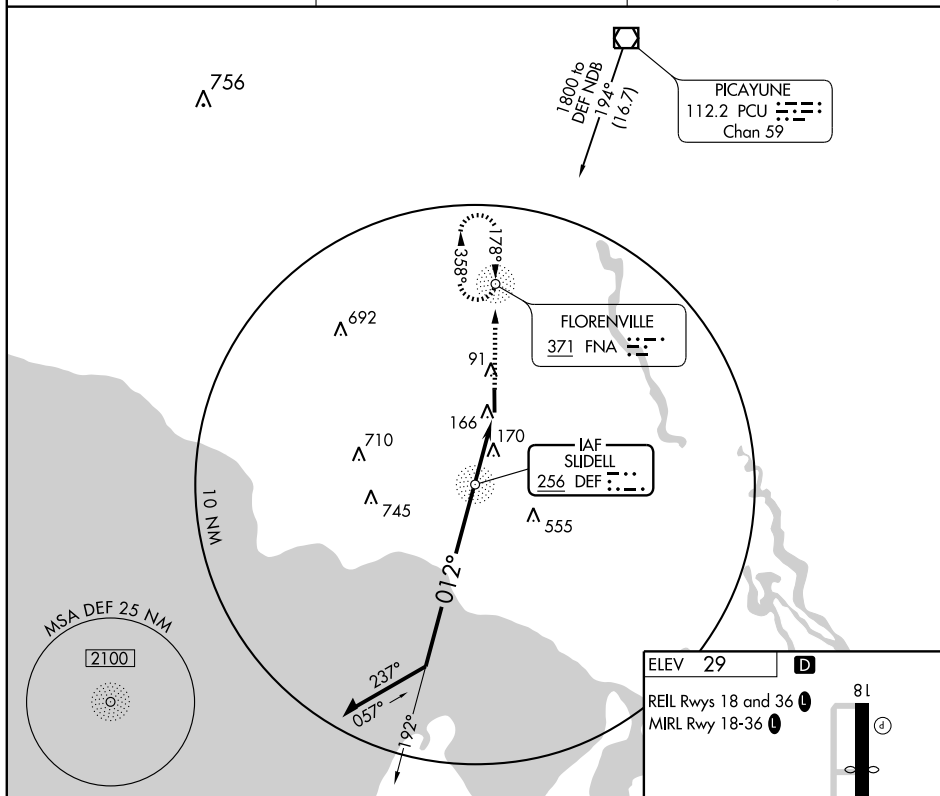 756
1800 to
DEF NDB
194°
(16.7)
PICAYUNE
112.2 PCU
Chan 59
178°
358°
692
FLORENVILLE
371 FNA
91
166
170
710
745
IAF
SLIDELL
256 DEF
555
10 NM
012°
MSA DEF 25 NM
2100
237°
057°
192°
ELEV 29 D
REIL Rwys 18 and 36 L
MIRL Rwy 18-36 L
18
P